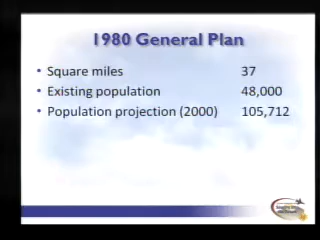 1980 General Plan
• Square miles 37
• Existing population 48,000
• Population projection (2000) 105,712